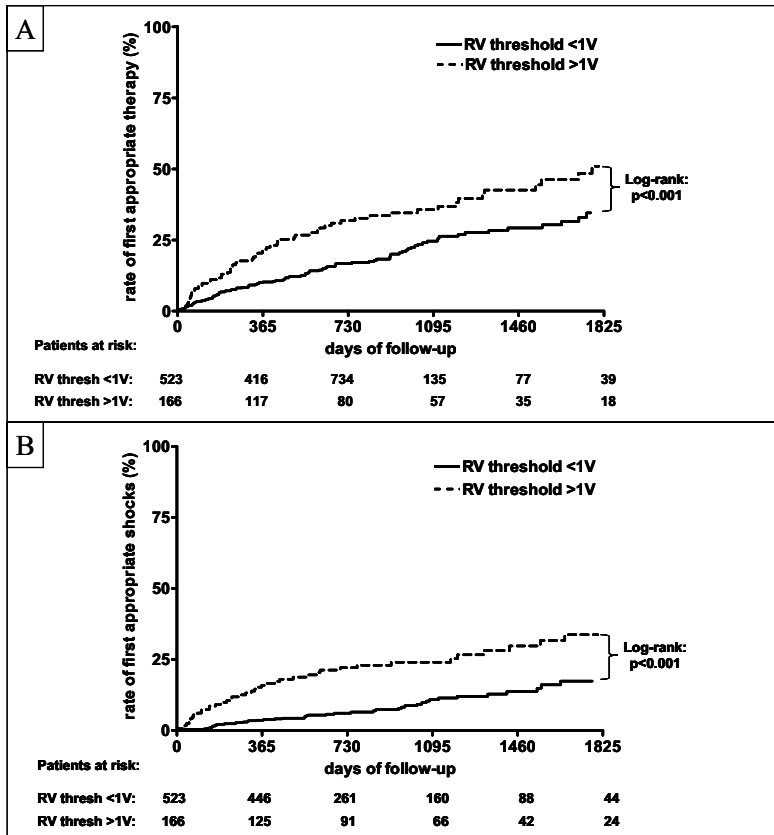 A
rate of first appropriate therapy (%)
100
75
50
25
0
RV threshold <1V
RV threshold >1V
Log-rank:
p<0.001
0 365 730 1095 1460 1825
Patients at risk:
days of follow-up
RV thresh <1V: 523 416 734 135 77 39
RV thresh >1V: 166 117 80 57 35 18
B
rate of first appropriate shocks (%)
100
75
50
25
0
RV threshold <1V
RV threshold >1V
Log-rank:
p<0.001
0 365 730 1095 1460 1825
Patients at risk:
days of follow-up
RV thresh <1V: 523 446 261 160 88 44
RV thresh >1V: 166 125 91 66 42 24